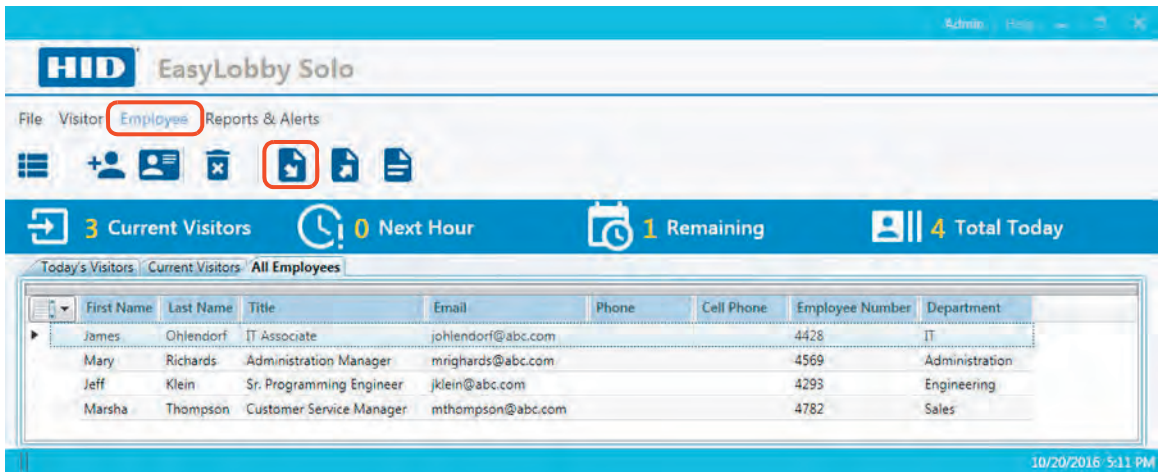 Admin Help
HID EasyLobby Solo
File Visitor Employee Reports & Alerts
3 Current Visitors 0 Next Hour 1 Remaining 4 Total Today
Today's Visitors Current Visitors All Employees
First Name Last Name Title Email Phone Cell Phone Employee Number Department
James Ohlendorf IT Associate johlendorf@abc.com 4428 IT
Mary Richards Administration Manager mrighards@abc.com 4569 Administration
Jeff Klein Sr. Programming Engineer jklein@abc.com 4293 Engineering
Marsha Thompson Customer Service Manager mthompson@abc.com 4782 Sales
10/20/2016 5:11 PM